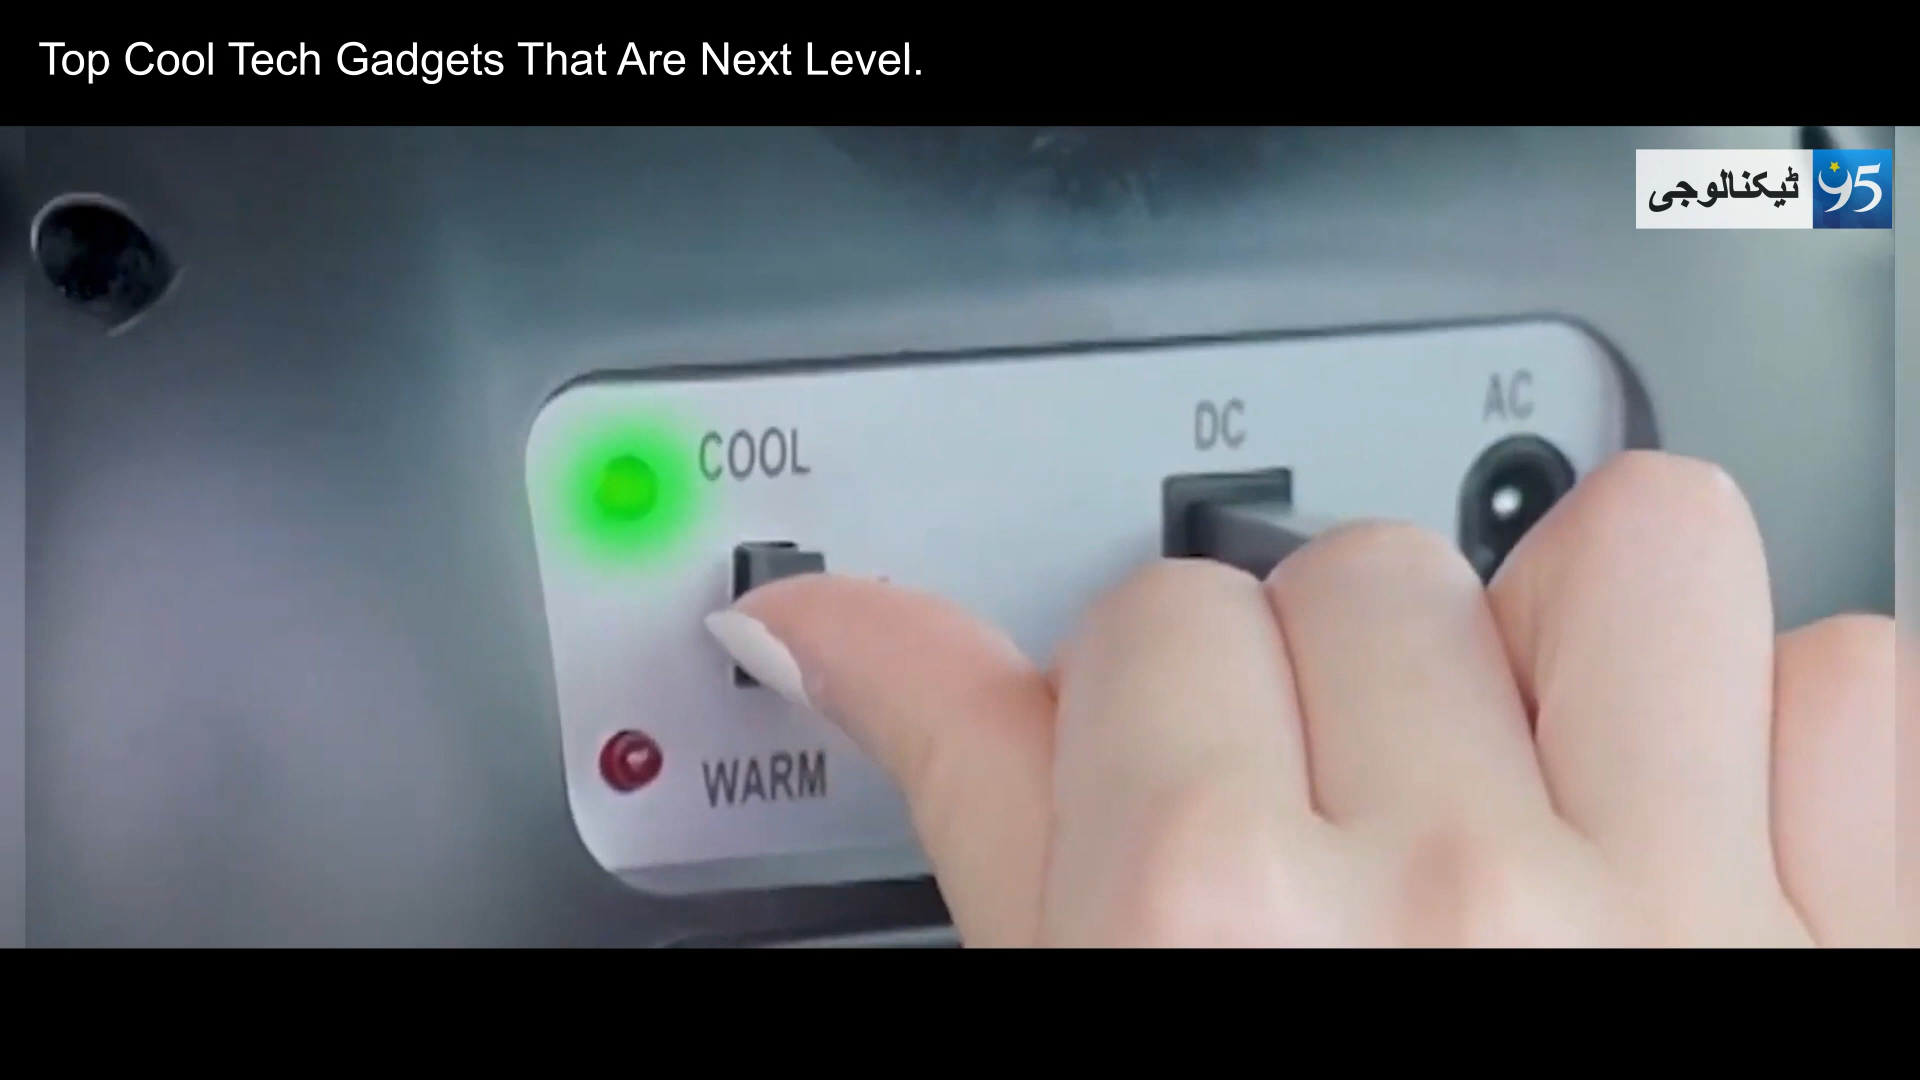 Top Cool Tech Gadgets That Are Next Level.
ٹیکنالوجی 95
COOL
DC
AC
WARM